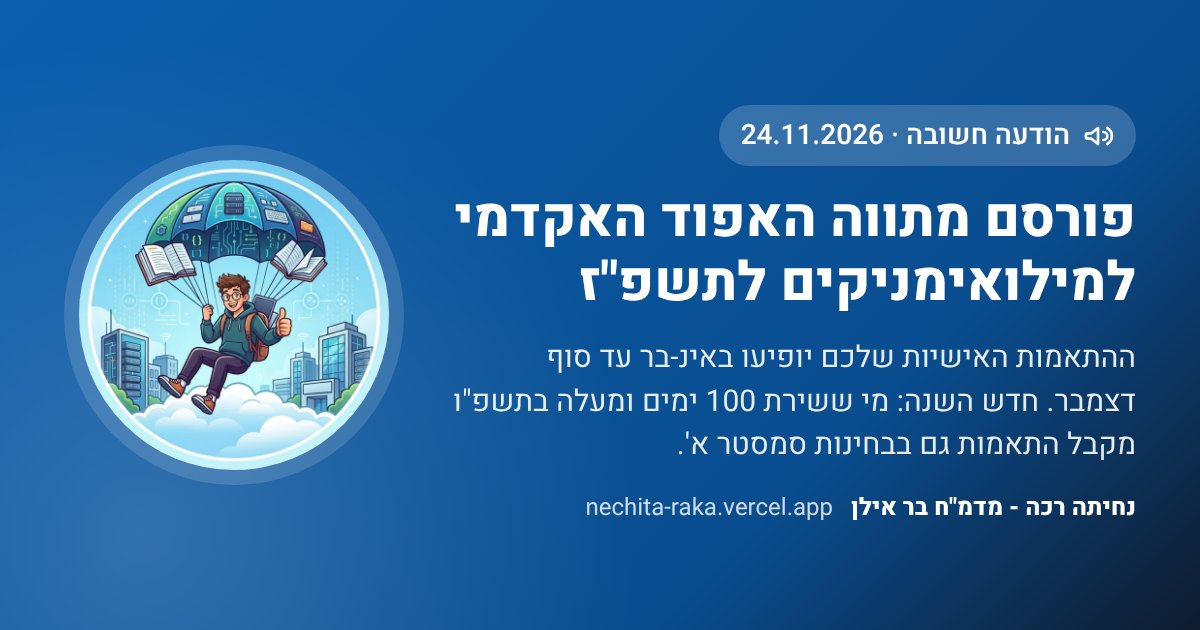 הודעה חשובה · 24.11.2026
פורסם מתווה האפוד האקדמי
למילואימניקים לתשפ"ז
ההתאמות האישיות שלכם יופיעו באינ-בר עד סוף
דצמבר. חדש השנה: מי ששירת 100 ימים ומעלה בתשפ"ו
מקבל התאמות גם בבחינות סמסטר א'.
נחיתה רכה - מדמ"ח בר אילן nechita-raka.vercel.app